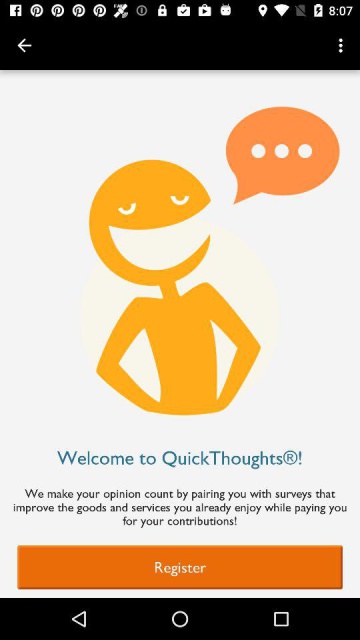 8:07
Welcome to QuickThoughts®!
We make your opinion count by pairing you with surveys that
improve the goods and services you already enjoy while paying you
for your contributions!
Register